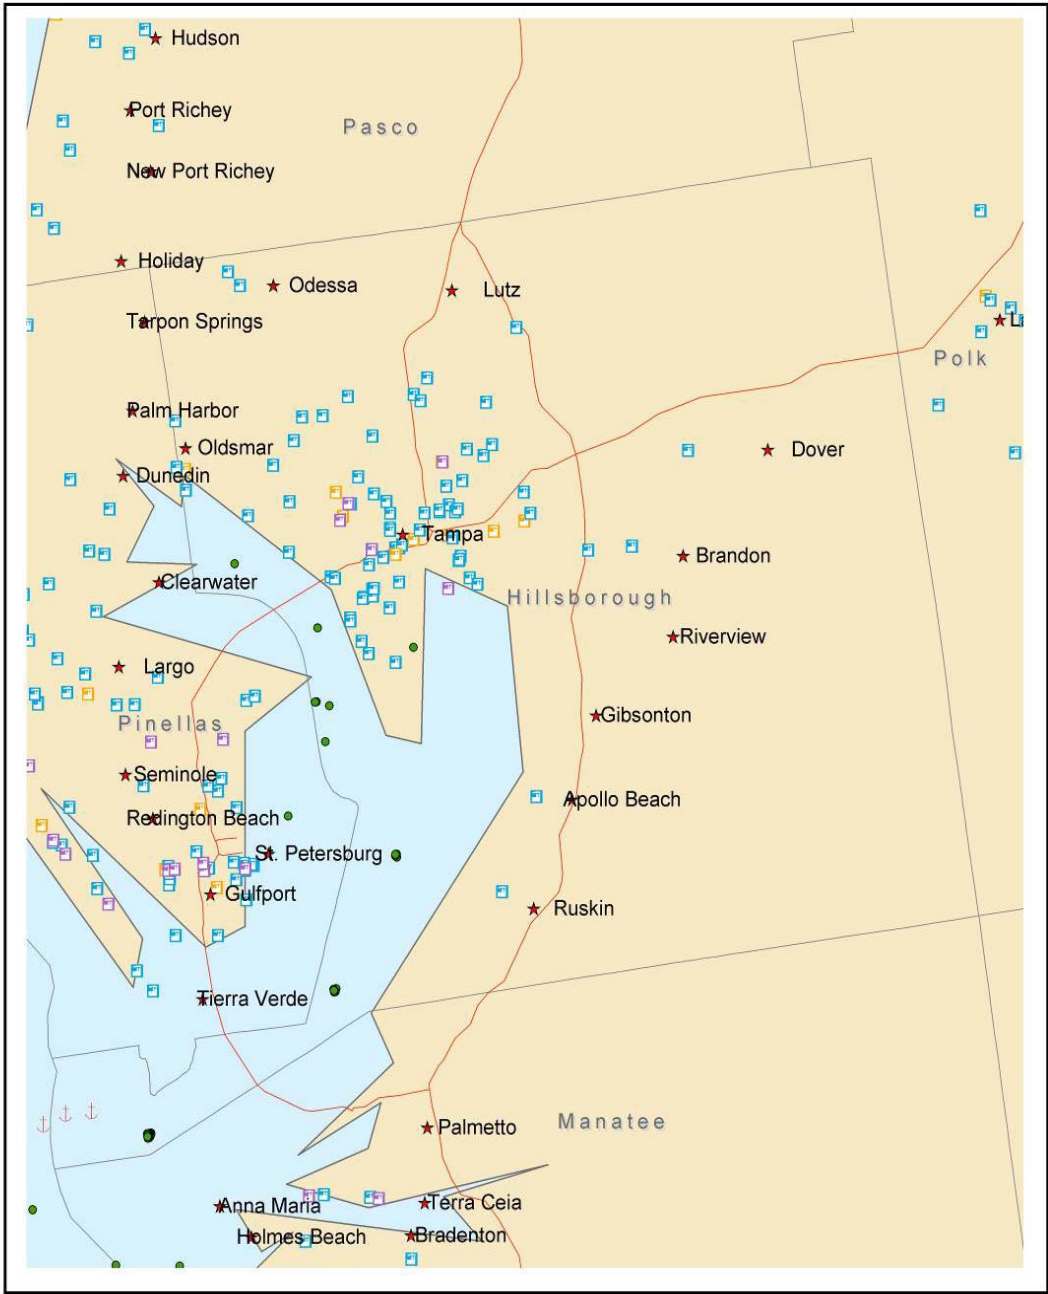 Hudson
Port Richey
Pasco
New Port Richey
Holiday
Odessa
Lutz
Tarpon Springs
Polk
Palm Harbor
Oldsmar
Dover
Dunedin
Tampa
Brandon
Clearwater
Hillsborough
Riverview
Largo
Gibsonton
Pinellas
Seminole
Apollo Beach
Redington Beach
St. Petersburg
Gulfport
Ruskin
Tierra Verde
Palmetto
Manatee
Anna Maria
Terra Ceia
Holmes Beach
Bradenton